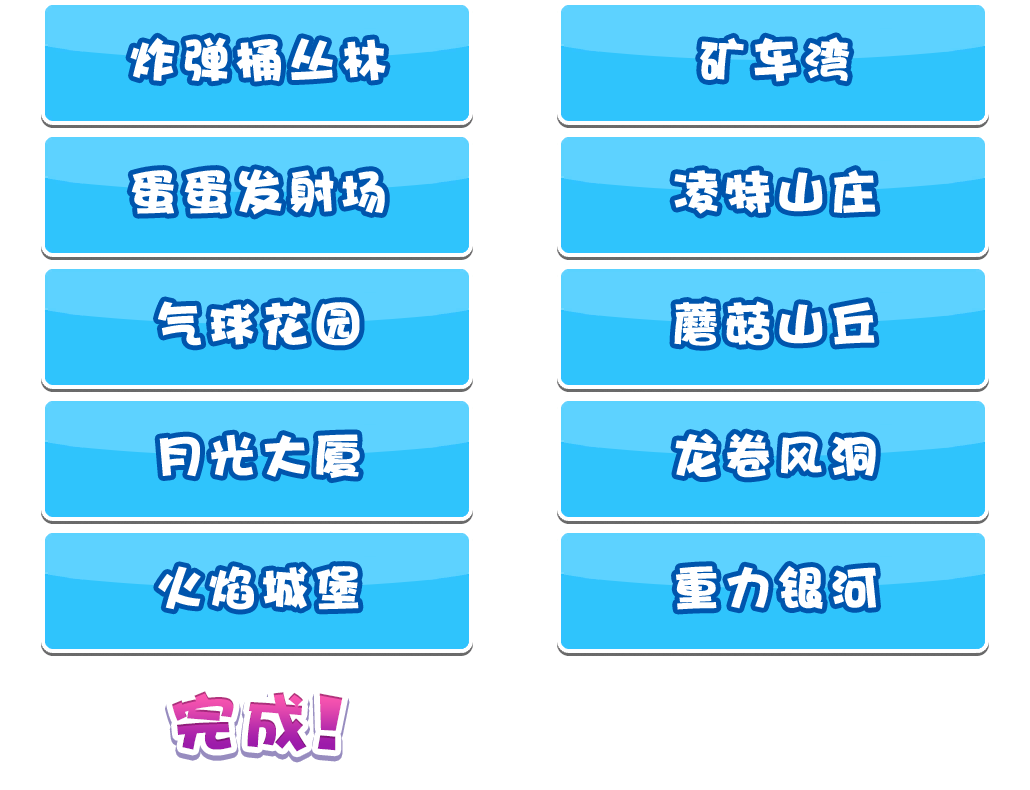 炸弹桶丛林
矿车湾
蛋蛋发射场
凌特山庄
气球花园
蘑菇山丘
月光大厦
龙卷风洞
火焰城堡
重力银河
完成!